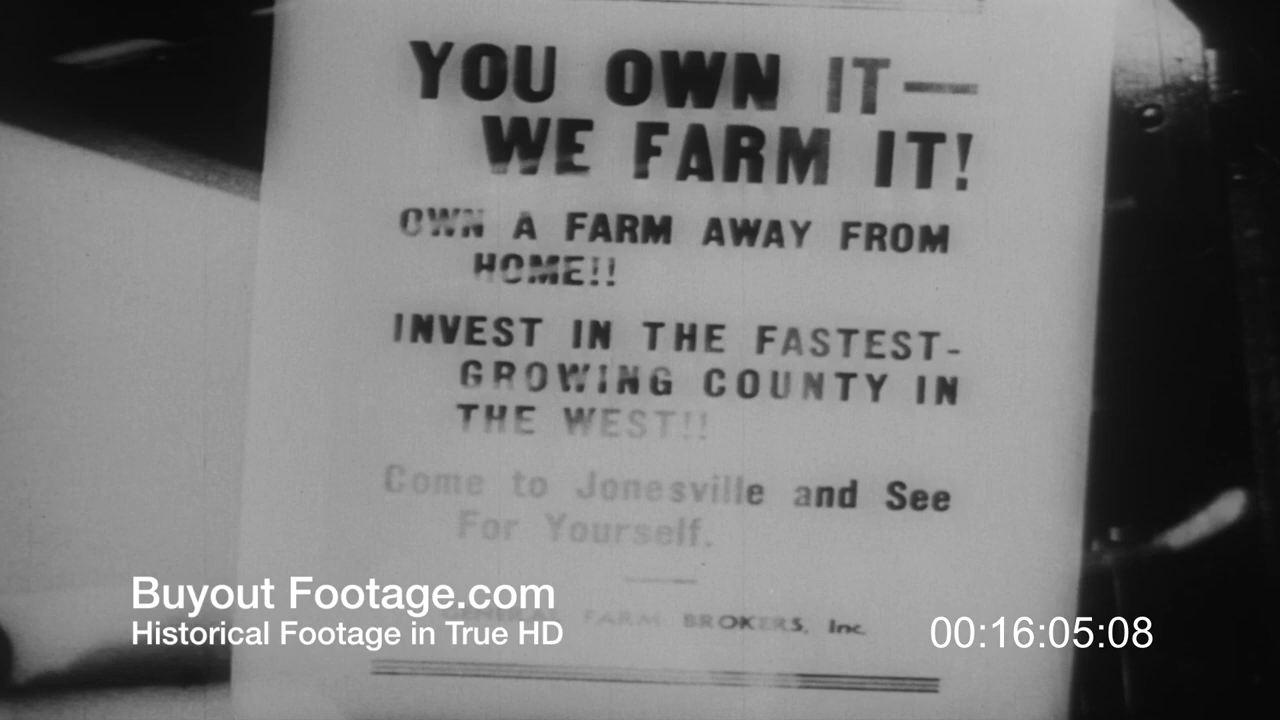 YOU OWN IT—
WE FARM IT!
OWN A FARM AWAY FROM
HOME!!
INVEST IN THE FASTEST-
GROWING COUNTY IN
THE WEST!!
Come to Jonesville and See
For Yourself.
FARM BROKERS, Inc.
Buyout Footage.com
Historical Footage in True HD
00:16:05:08